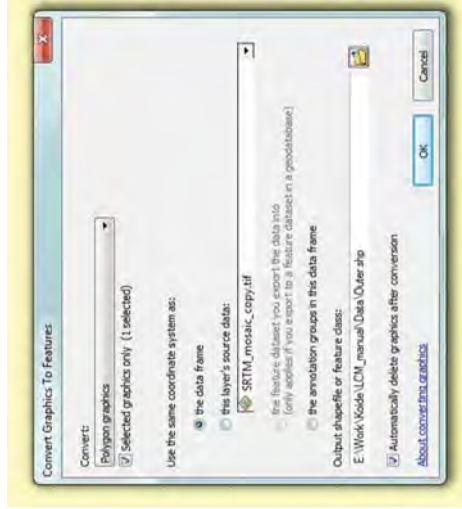 Convert Graphics To Features
Convert:
Polygon graphics
Selected graphics only (1 selected)
Use the same coordinate system as:
the data frame
this layer's source data:
SRTM_mosaic_copy.tif
the feature dataset you export the data into
(only applies if you export to a feature dataset in a geodatabase)
the annotation groups in this data frame
Output shapefile or feature class:
E:\Work\Koide\LCM_manual\Data\Outer.shp
Automatically delete graphics after conversion
About converting graphics
OK
Cancel